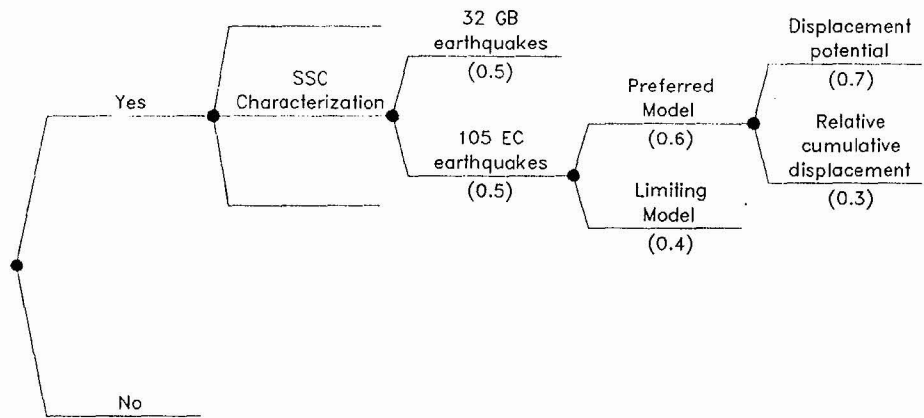 Yes
No
SSC
Characterization
32 GB
earthquakes
(0.5)
105 EC
earthquakes
(0.5)
Preferred
Model
(0.6)
Limiting
Model
(0.4)
Displacement
potential
(0.7)
Relative
cumulative
displacement
(0.3)